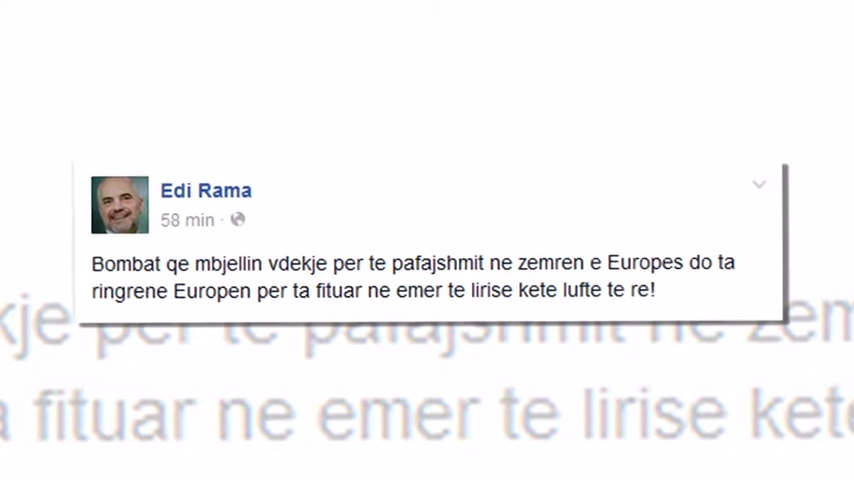 Edi Rama
58 min
Bombat qe mbjellin vdekje per te pafajshmit ne zemren e Europes do ta
ringrene Europen per ta fituar ne emer te lirise kete lufte te re!
kje per te pafajshmit ne zem
a fituar ne emer te lirise kete